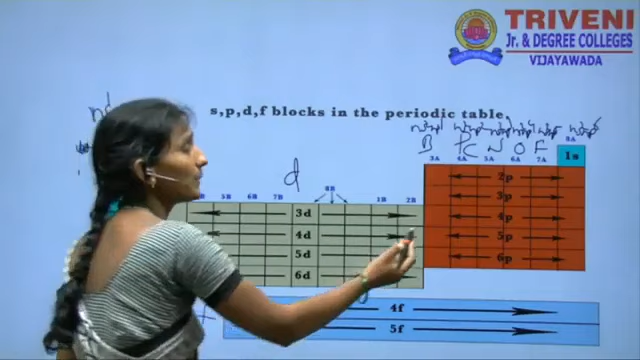 TRIVENI
Jr. & DEGREE COLLEGES
VIJAYAWADA
s,p,d,f blocks in the periodic table,
B C N O F
8A
3A 4A 5A 6A 7A 1s
d
2p
8B
5B 6B 7B 1B 2B
3p
3d
4p
4d
5p
5d
6p
6d
4f
5f